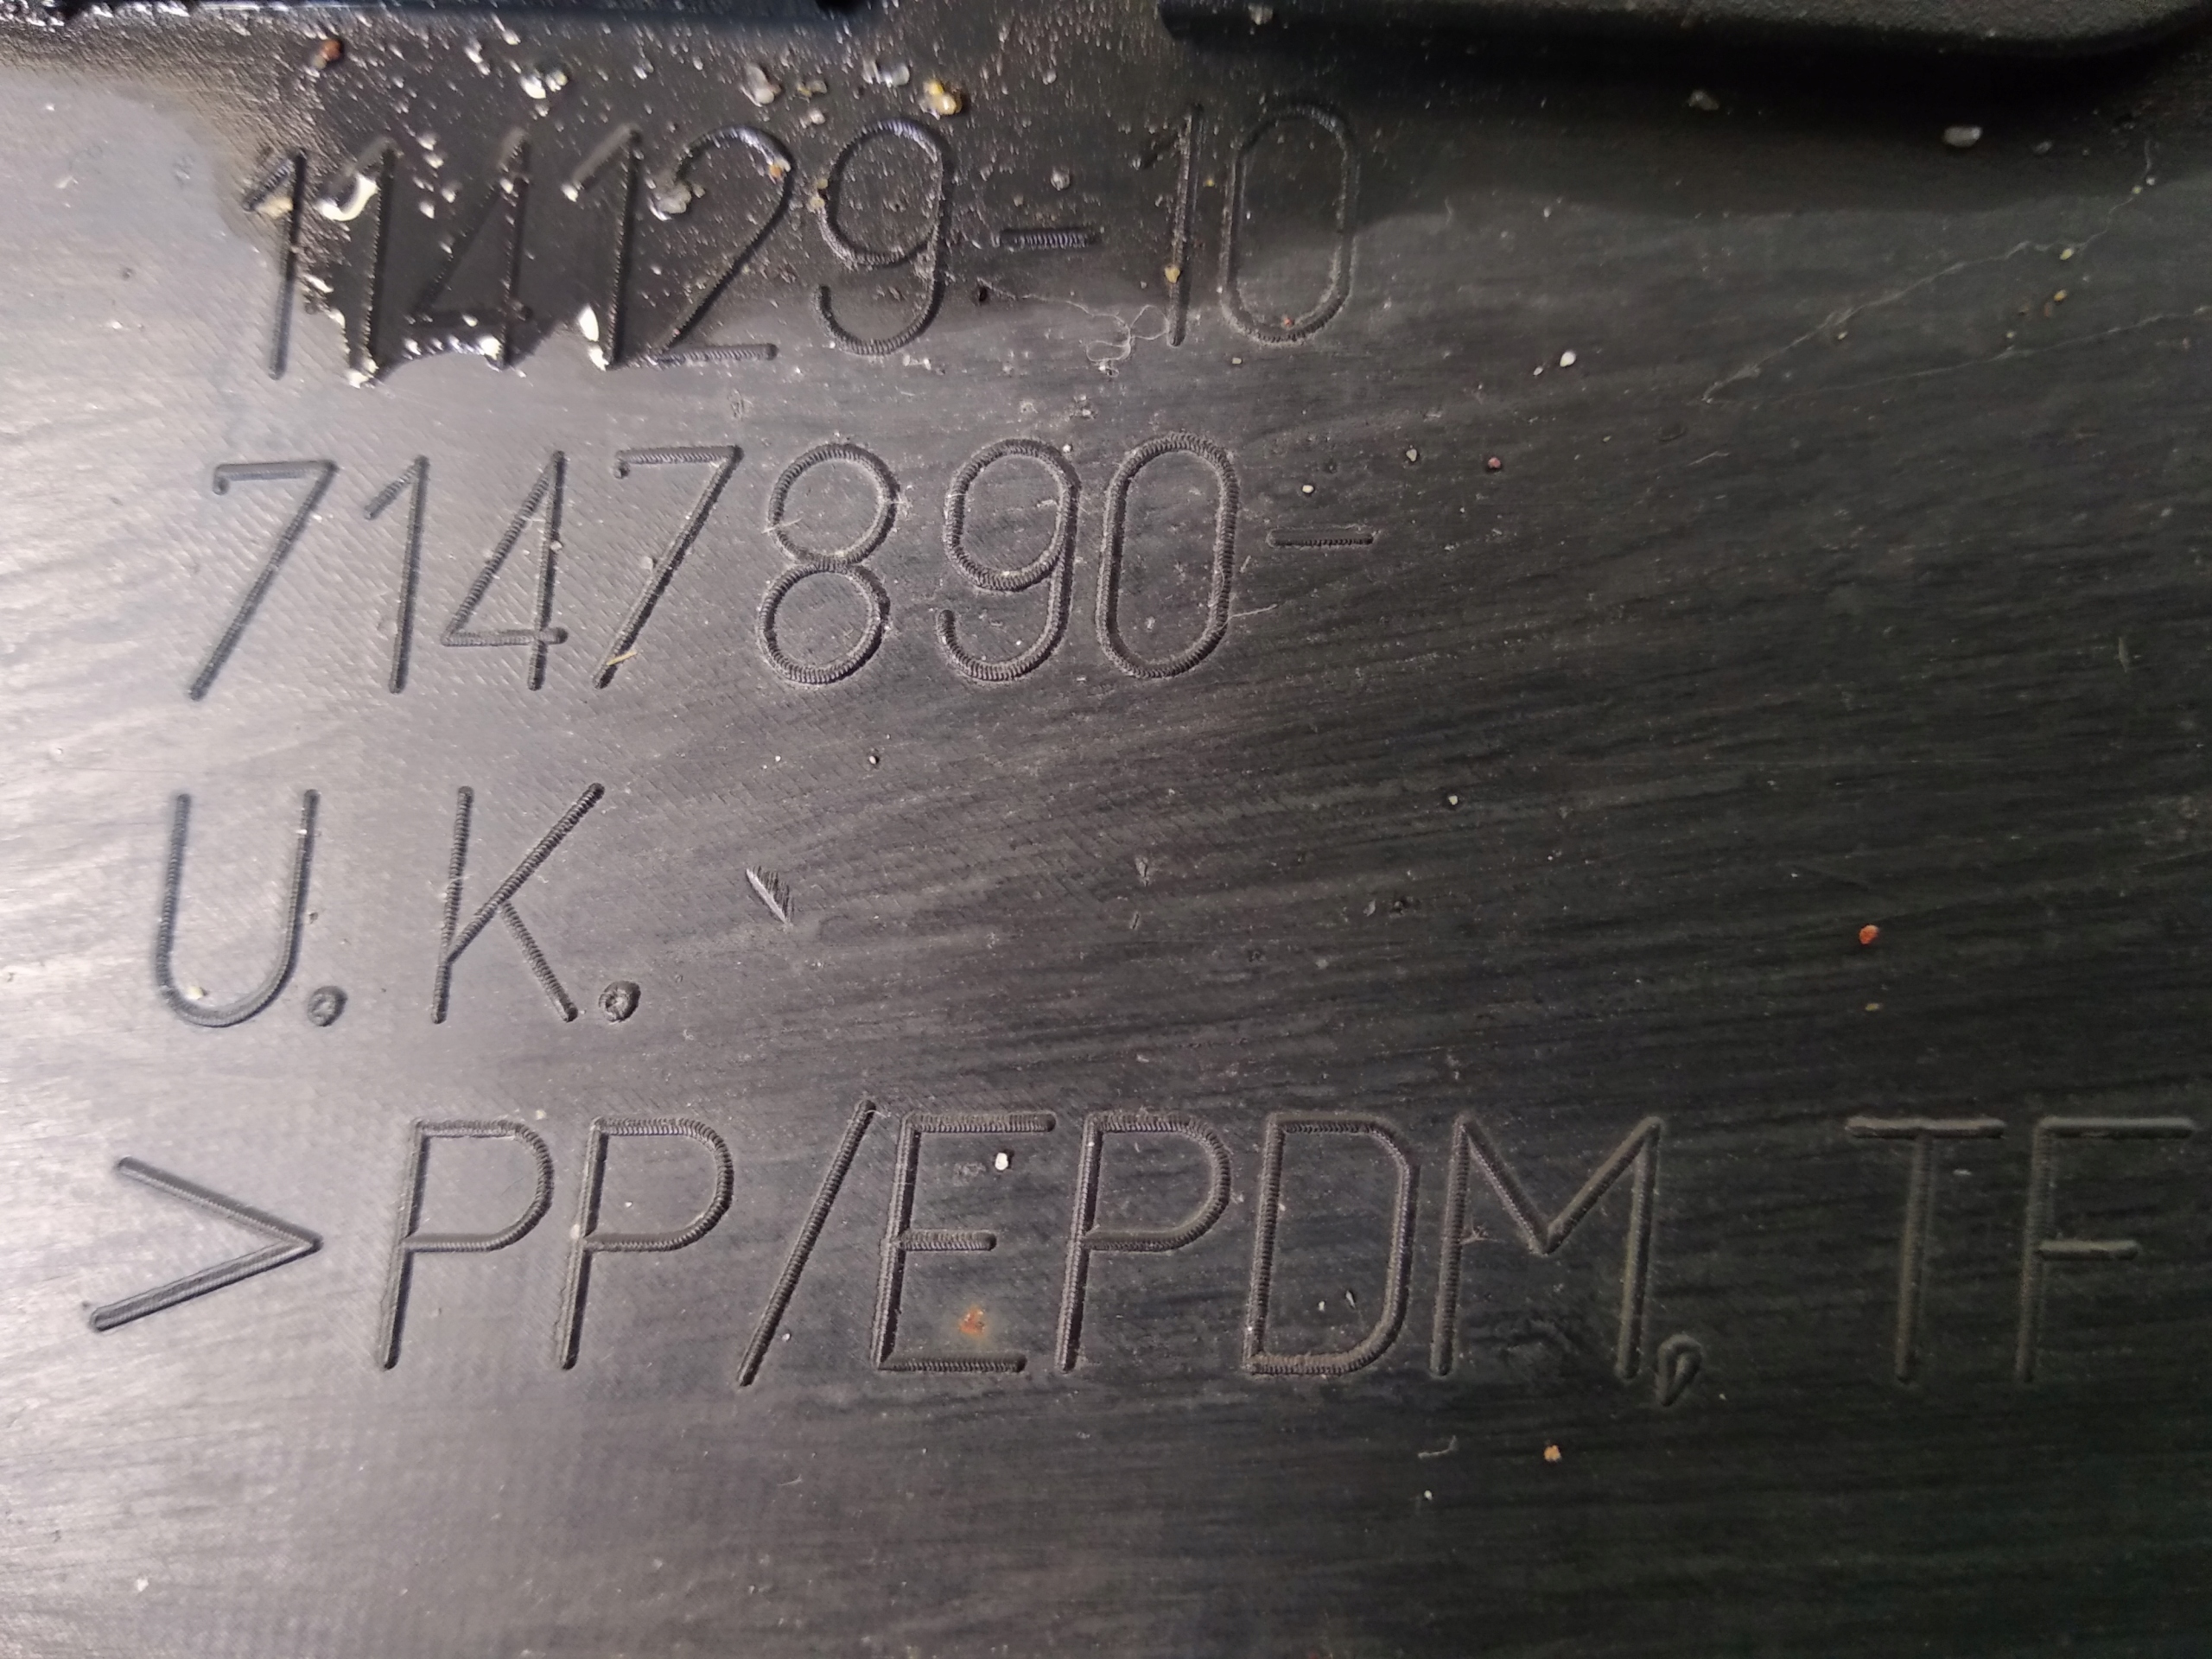 114129-10
7147890-
U.K.
>PP/EPDM, TF